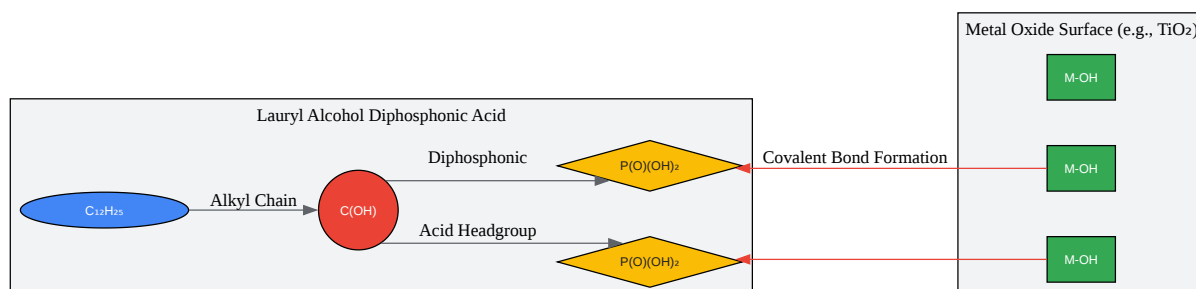 Metal Oxide Surface (e.g., TiO₂)
M-OH
Lauryl Alcohol Diphosphonic Acid
Diphosphonic
P(O)(OH)₂
Covalent Bond Formation
M-OH
C₁₂H₂₅
Alkyl Chain
C(OH)
Acid Headgroup
P(O)(OH)₂
M-OH